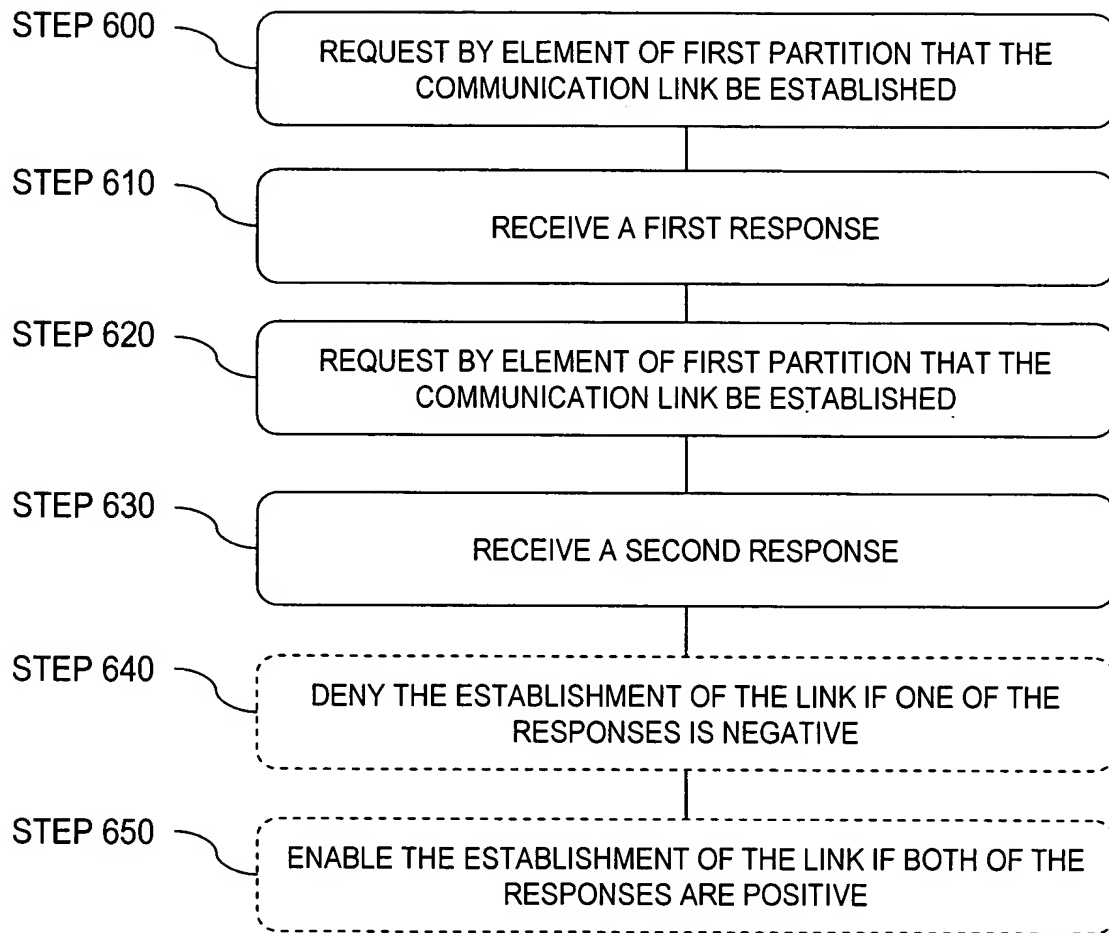 STEP 600
REQUEST BY ELEMENT OF FIRST PARTITION THAT THE
COMMUNICATION LINK BE ESTABLISHED
STEP 610
RECEIVE A FIRST RESPONSE
STEP 620
REQUEST BY ELEMENT OF FIRST PARTITION THAT THE
COMMUNICATION LINK BE ESTABLISHED
STEP 630
RECEIVE A SECOND RESPONSE
STEP 640
DENY THE ESTABLISHMENT OF THE LINK IF ONE OF THE
RESPONSES IS NEGATIVE
STEP 650
ENABLE THE ESTABLISHMENT OF THE LINK IF BOTH OF THE
RESPONSES ARE POSITIVE